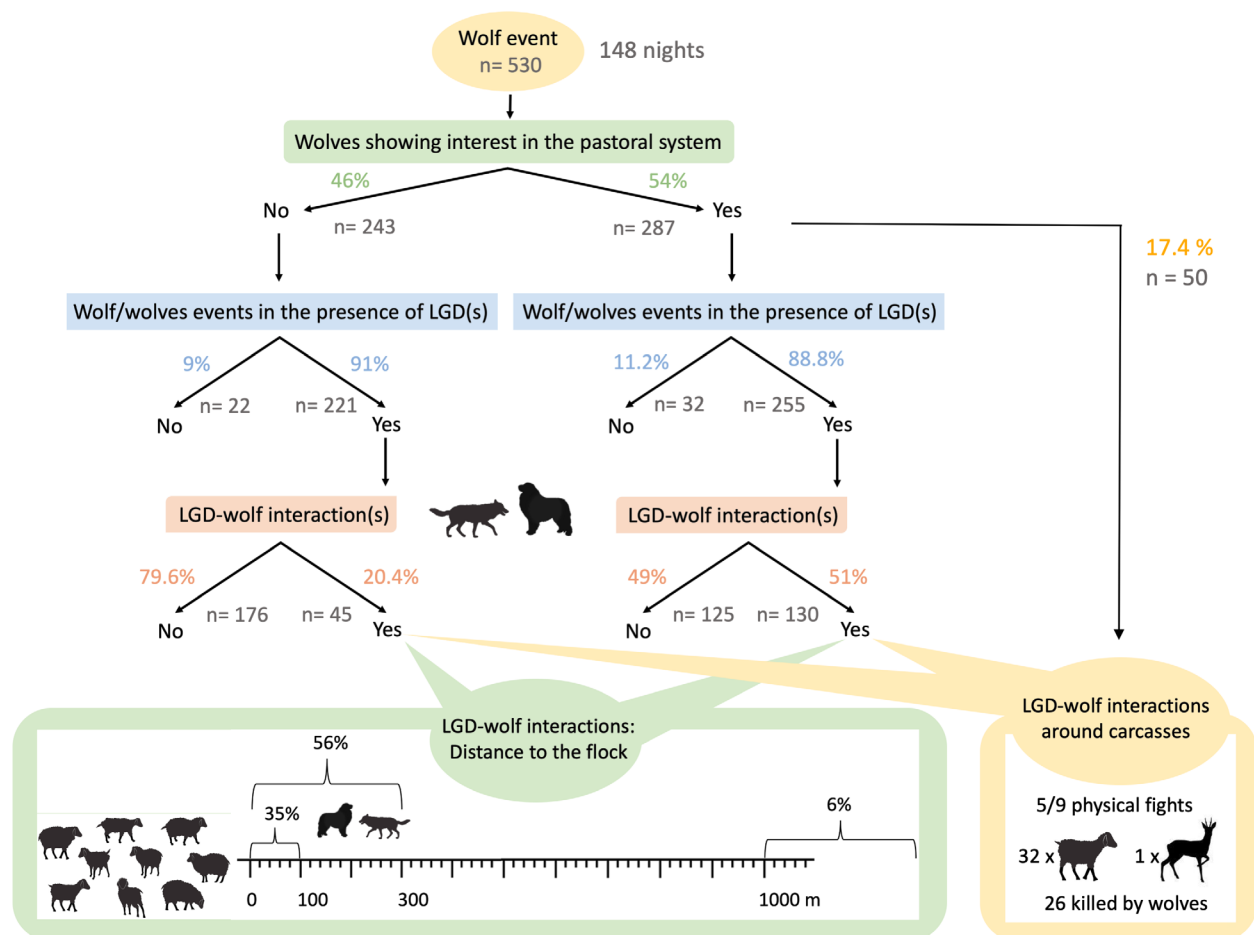 Wolf event
n= 530
148 nights
Wolves showing interest in the pastoral system
46%
54%
No
Yes
n= 243
n= 287
17.4 %
n = 50
Wolf/wolves events in the presence of LGD(s)
Wolf/wolves events in the presence of LGD(s)
9%
91%
11.2%
88.8%
n= 22
n= 221
n= 32
n= 255
No
Yes
No
Yes
LGD-wolf interaction(s)
LGD-wolf interaction(s)
79.6%
20.4%
49%
51%
n= 176
n= 45
n= 125
n= 130
No
Yes
No
Yes
LGD-wolf interactions:
Distance to the flock
LGD-wolf interactions
around carcasses
56%
35%
6%
0
100
300
1000 m
5/9 physical fights
32 x
1 x
26 killed by wolves